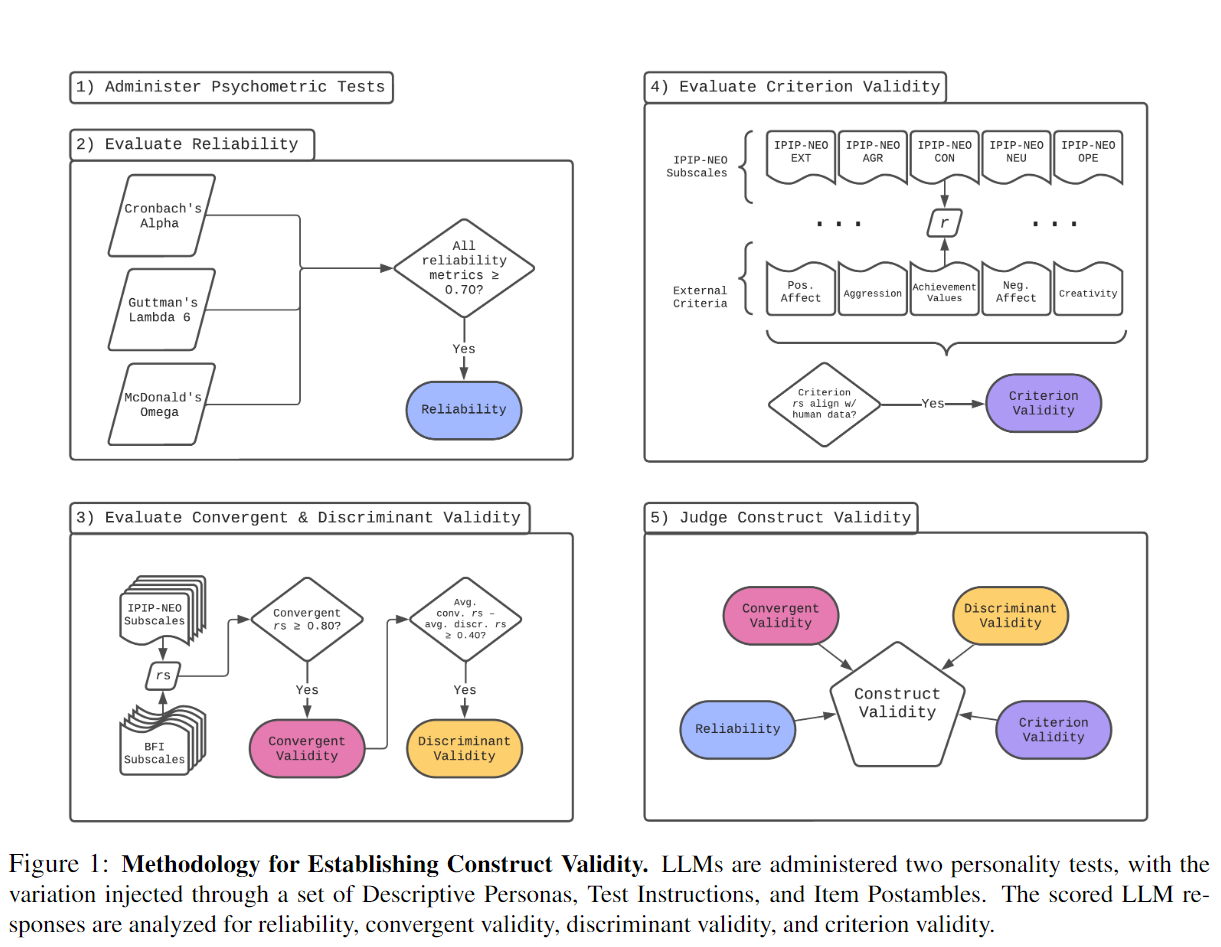 1) Administer Psychometric Tests
2) Evaluate Reliability
Cronbach's
Alpha
Guttman's
Lambda 6
McDonald's
Omega
All
reliability
metrics ≥
0.70?
Yes
Reliability
3) Evaluate Convergent & Discriminant Validity
IPIP-NEO
Subscales
rs
BFI
Subscales
Convergent
rs ≥ 0.80?
Yes
Convergent
Validity
Avg.
conv. rs –
avg. discr. rs
≥ 0.40?
Yes
Discriminant
Validity
4) Evaluate Criterion Validity
IPIP-NEO
Subscales
IPIP-NEO
EXT
IPIP-NEO
AGR
IPIP-NEO
CON
IPIP-NEO
NEU
IPIP-NEO
OPE
. . .
r
. . .
External
Criteria
Pos.
Affect
Aggression
Achievement
Values
Neg.
Affect
Creativity
Criterion
rs align w/
human data?
Yes
Criterion
Validity
5) Judge Construct Validity
Convergent
Validity
Discriminant
Validity
Construct
Validity
Reliability
Criterion
Validity
Figure 1: Methodology for Establishing Construct Validity. LLMs are administered two personality tests, with the
variation injected through a set of Descriptive Personas, Test Instructions, and Item Postambles. The scored LLM re-
sponses are analyzed for reliability, convergent validity, discriminant validity, and criterion validity.